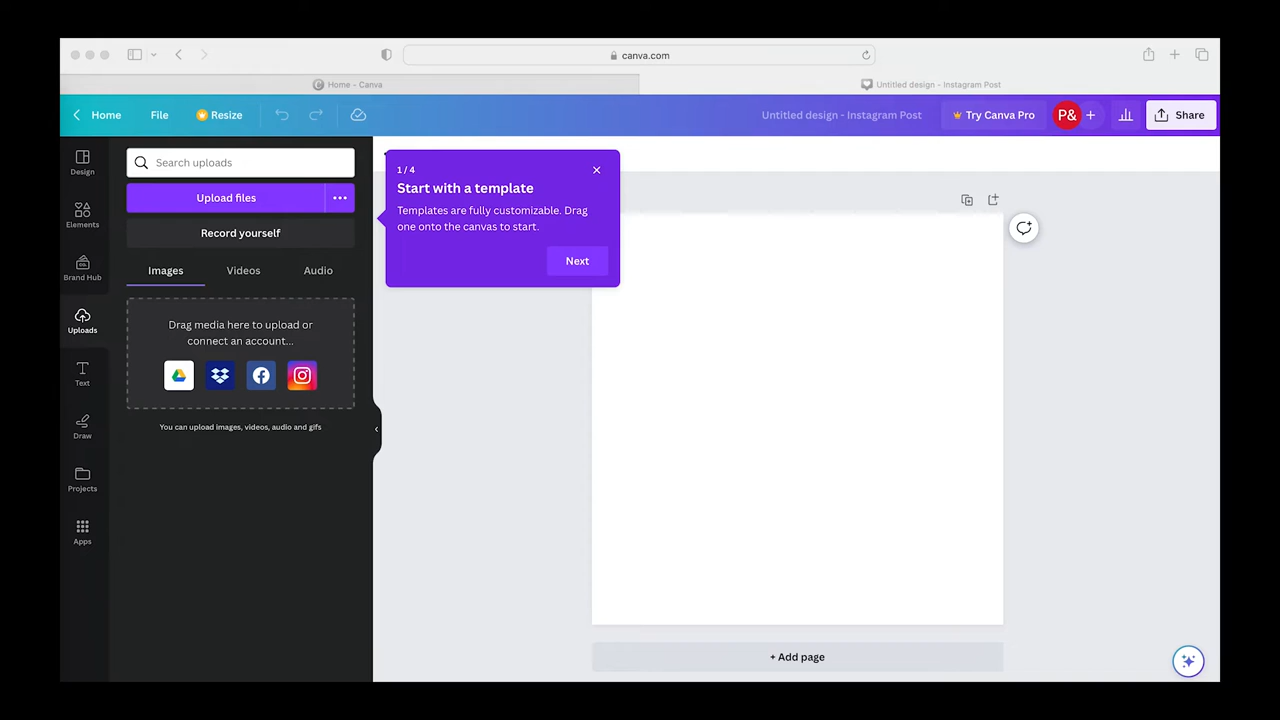 canva.com
Home - Canva
Untitled design - Instagram Post
Home
File
Resize
Untitled design - Instagram Post
Try Canva Pro
P&
+
Share
Design
Elements
Brand Hub
Uploads
Text
Draw
Projects
Apps
Search uploads
Upload files
Record yourself
Images
Videos
Audio
Drag media here to upload or
connect an account...
You can upload images, videos, audio and gifs
1 / 4
Start with a template
Templates are fully customizable. Drag
one onto the canvas to start.
Next
+ Add page